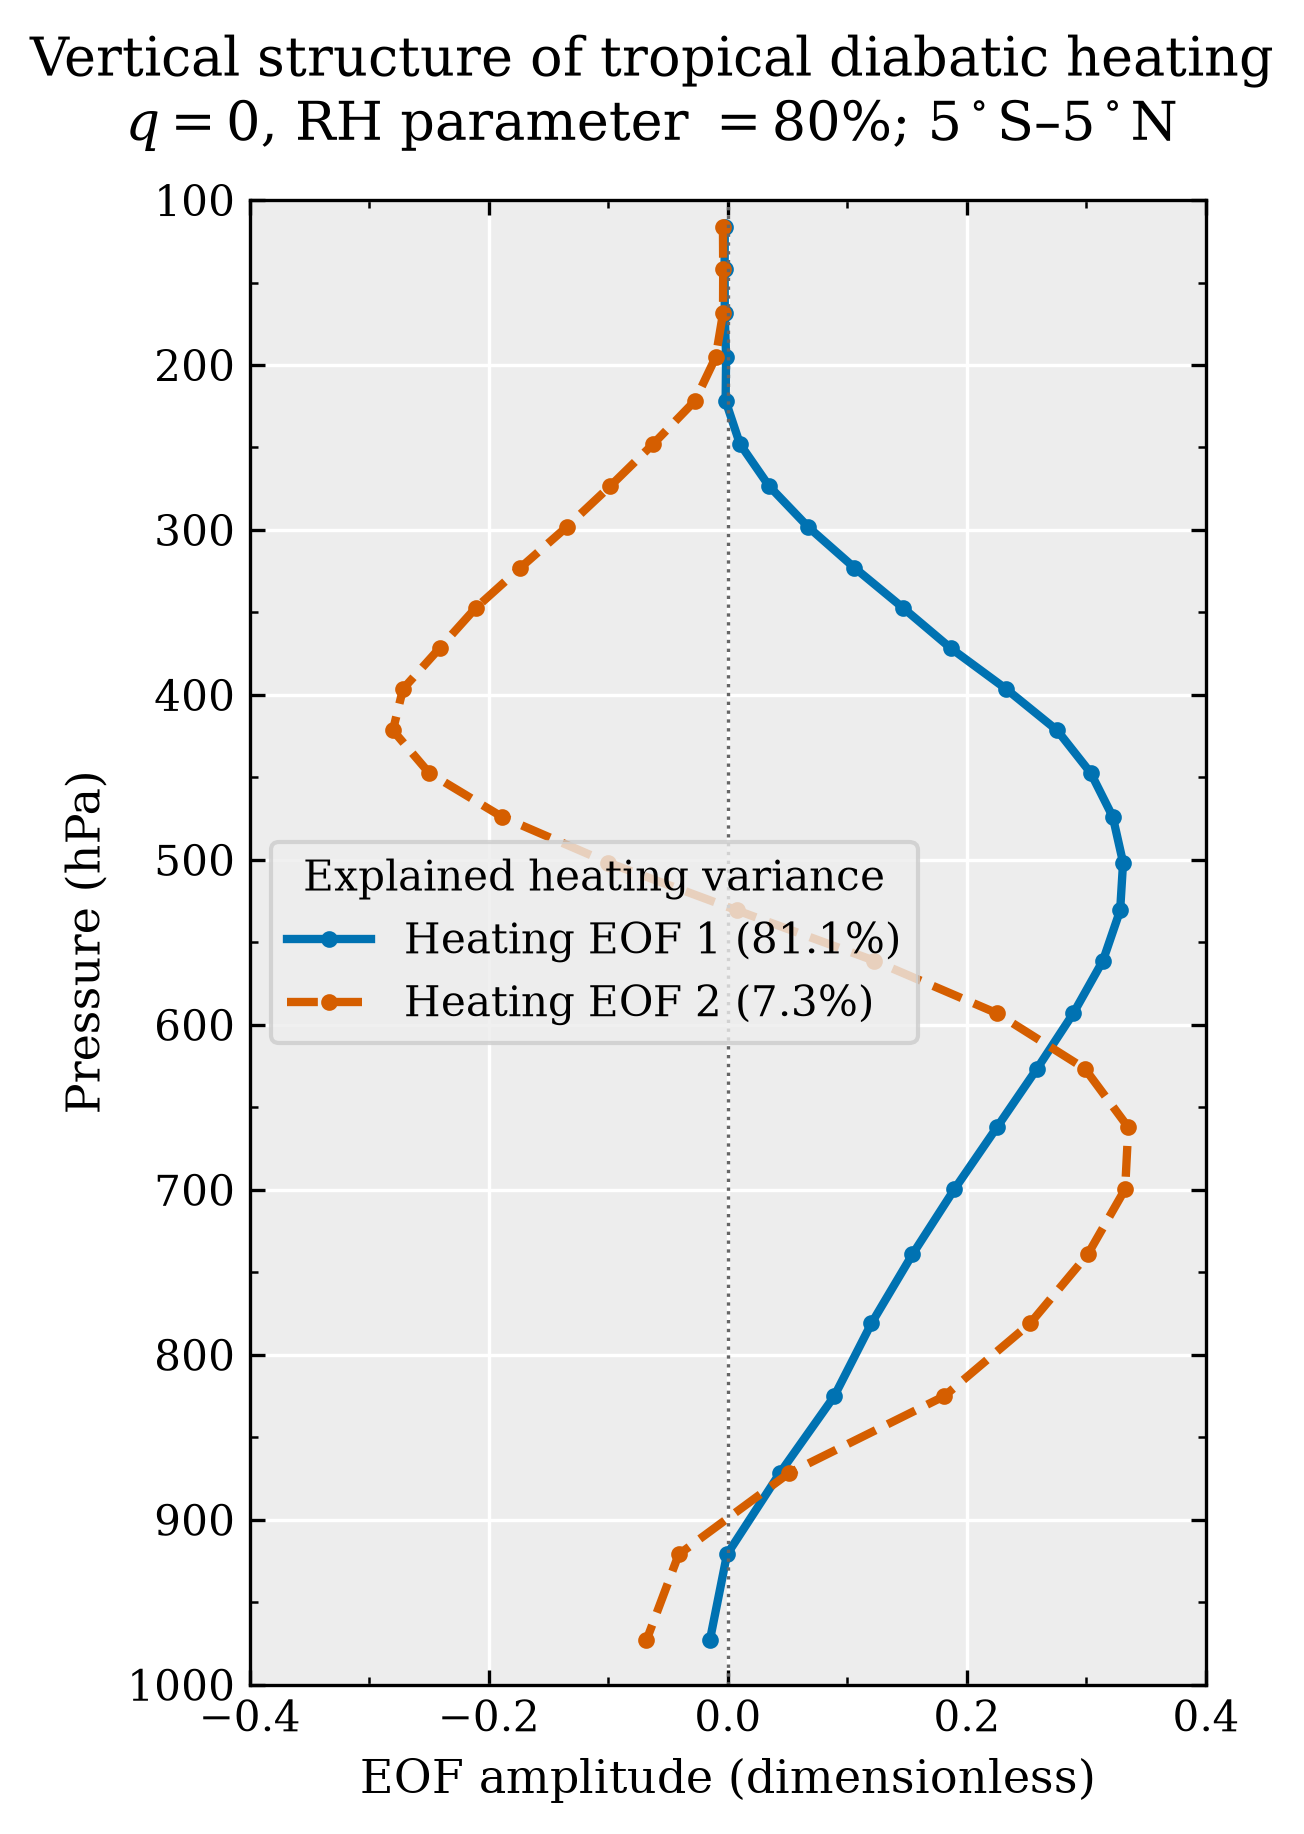 Vertical structure of tropical diabatic heating
q = 0, RH parameter = 80%; 5°S–5°N
100
200
300
400
500
600
700
800
900
1000
Pressure (hPa)
Explained heating variance
Heating EOF 1 (81.1%)
Heating EOF 2 (7.3%)
−0.4
−0.2
0.0
0.2
0.4
EOF amplitude (dimensionless)